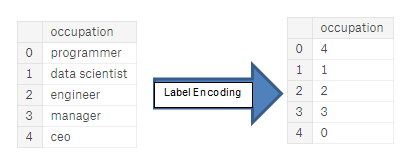 occupation
0 programmer
1 data scientist
2 engineer
3 manager
4 ceo
Label Encoding
occupation
0 4
1 1
2 2
3 3
4 0